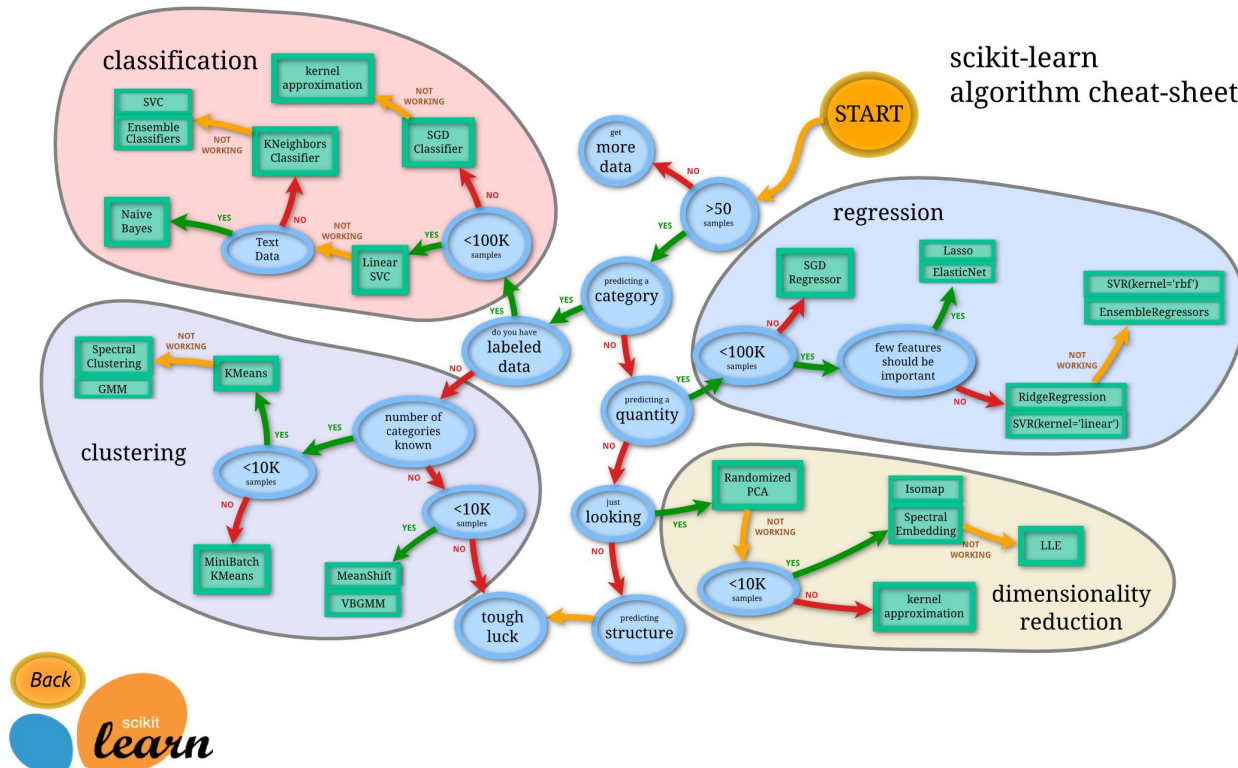 scikit-learn
algorithm cheat-sheet
START
classification
kernel
approximation
NOT
WORKING
SVC
Ensemble
Classifiers
NOT
WORKING
KNeighbors
Classifier
SGD
Classifier
NO
Naive
Bayes
YES
Text
Data
NO
NOT
WORKING
Linear
SVC
YES
<100K
samples
YES
get
more
data
NO
>50
samples
YES
predicting a
category
YES
NO
do you have
labeled
data
NO
predicting a
quantity
YES
NO
just
looking
YES
NO
predicting
structure
tough
luck
regression
SGD
Regressor
NO
<100K
samples
YES
Lasso
ElasticNet
YES
few features
should be
important
NO
SVR(kernel='rbf')
EnsembleRegressors
NOT
WORKING
RidgeRegression
SVR(kernel='linear')
clustering
Spectral
Clustering
GMM
NOT
WORKING
KMeans
YES
<10K
samples
NO
MiniBatch
KMeans
YES
number of
categories
known
NO
<10K
samples
YES
NO
MeanShift
VBGMM
dimensionality
reduction
Randomized
PCA
NOT
WORKING
<10K
samples
YES
NO
Isomap
Spectral
Embedding
NOT
WORKING
LLE
kernel
approximation
Back
scikit
learn